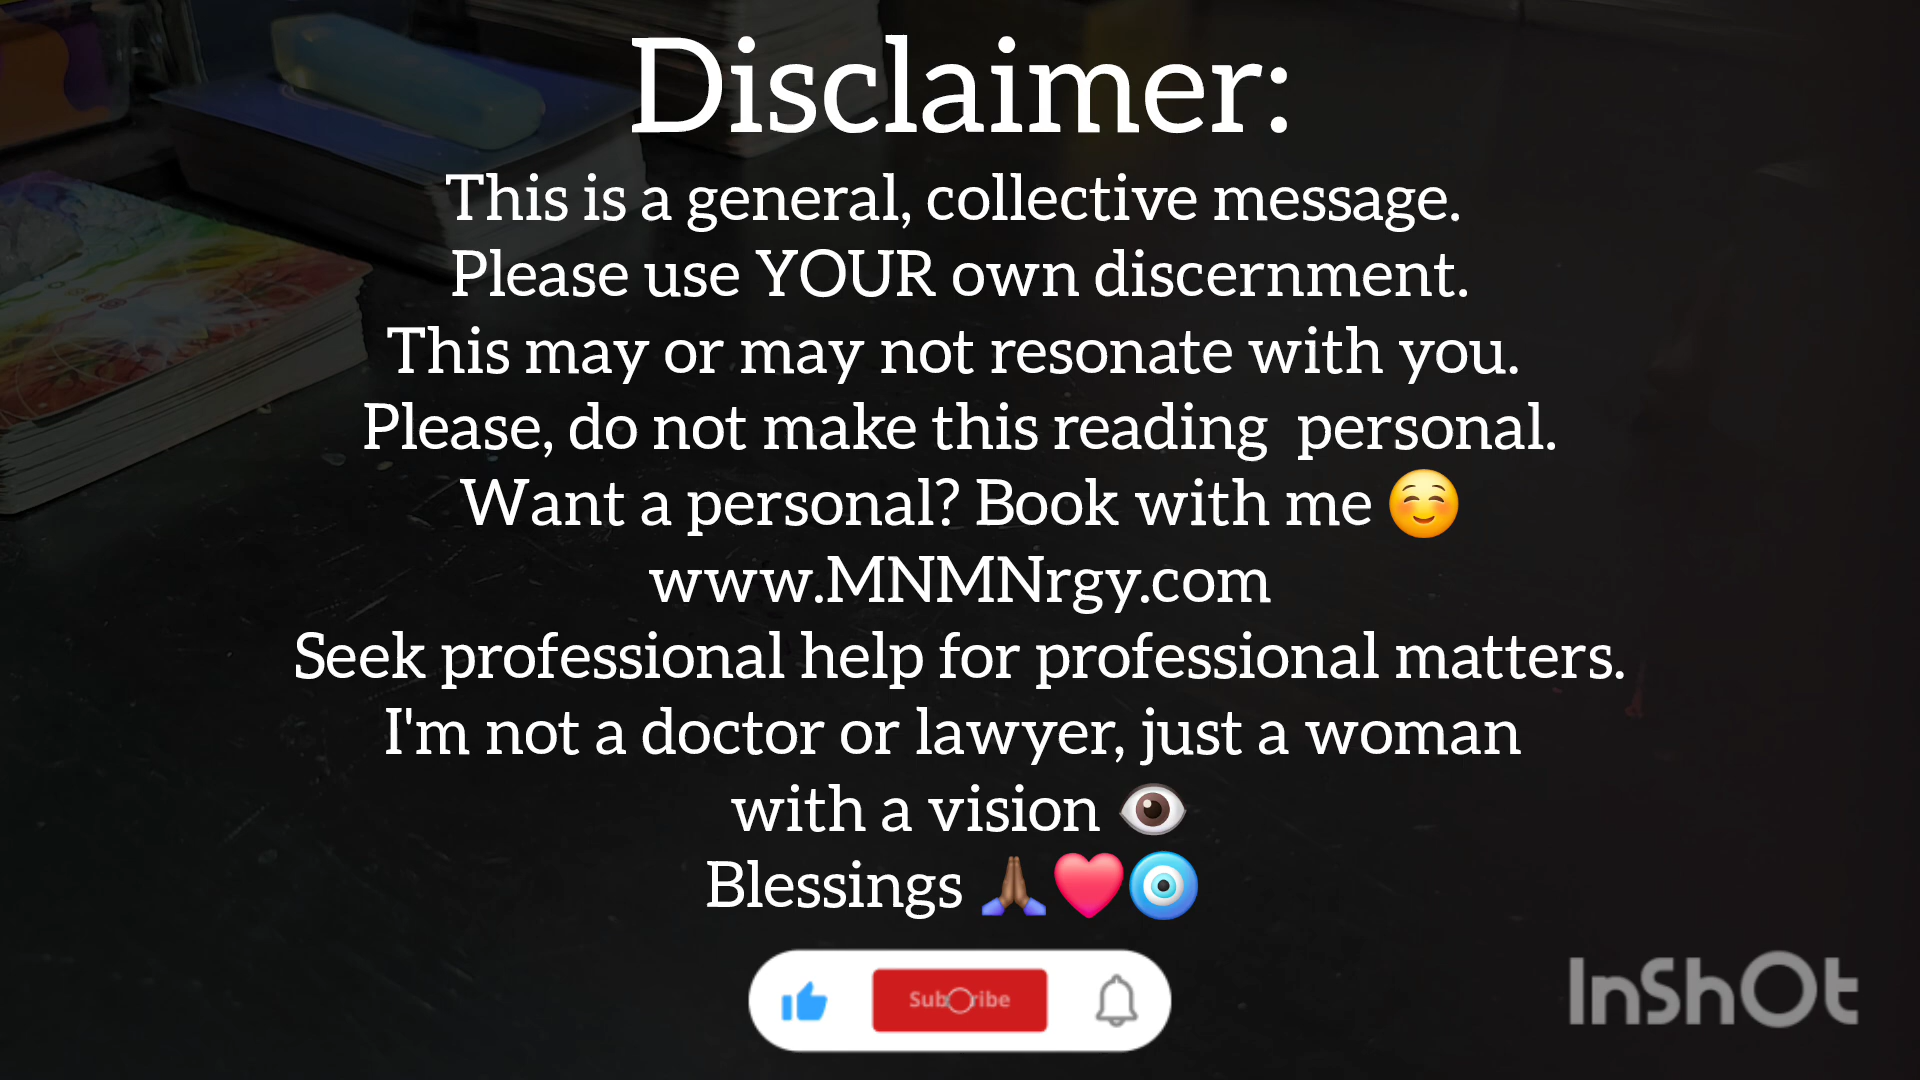 Disclaimer:
This is a general, collective message.
Please use YOUR own discernment.
This may or may not resonate with you.
Please, do not make this reading  personal.
Want a personal? Book with me ☺️
www.MNMNrgy.com
Seek professional help for professional matters.
I'm not a doctor or lawyer, just a woman
with a vision 👁️
Blessings 🙏🏾❤️🧿
Subscribe
InShOt